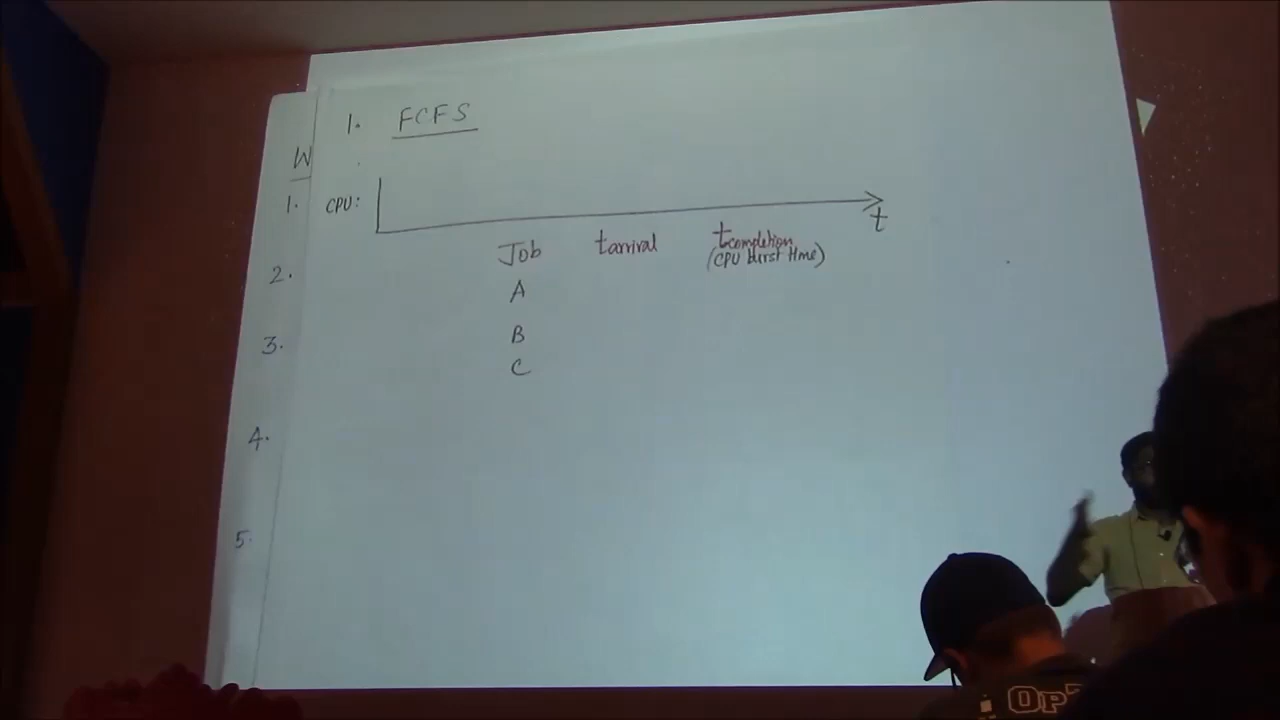 1. FCFS
W
1. CPU:
t
Job tarrival tcompletion
(CPU burst time)
2.
A
B
3.
C
4.
5.